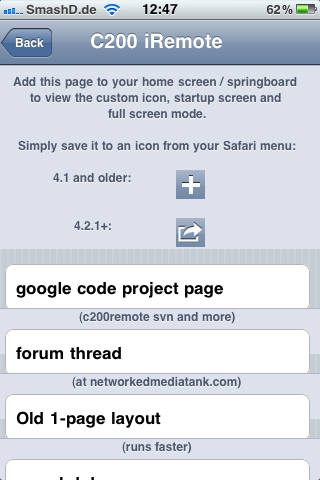 SmashD.de 12:47 62 %
Back C200 iRemote
Add this page to your home screen / springboard
to view the custom icon, startup screen and
full screen mode.
Simply save it to an icon from your Safari menu:
4.1 and older:
4.2.1+:
google code project page
(c200remote svn and more)
forum thread
(at networkedmediatank.com)
Old 1-page layout
(runs faster)